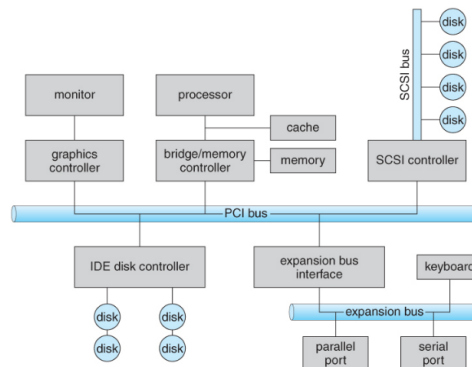 disk
disk
disk
disk
SCSI bus
monitor
processor
cache
graphics
controller
bridge/memory
controller
memory
SCSI controller
PCI bus
IDE disk controller
expansion bus
interface
keyboard
disk
disk
disk
disk
expansion bus
parallel
port
serial
port